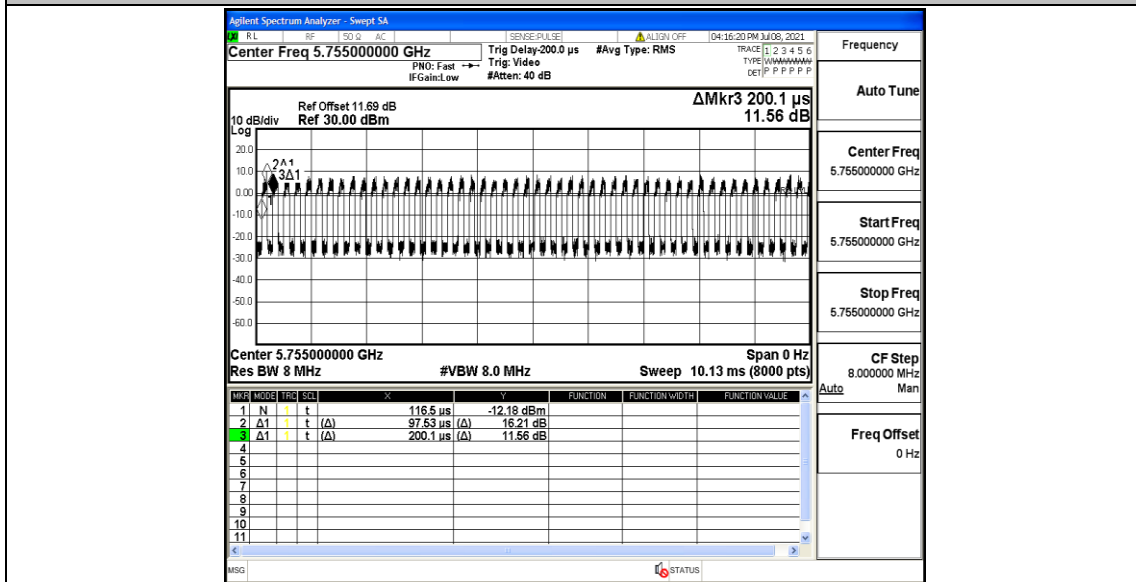 Agilent Spectrum Analyzer - Swept SA
RL RF 50 Ω AC SENSE:PULSE ALIGN OFF 04:16:20 PM Jul 08, 2021
Center Freq 5.755000000 GHz
PNO: Fast
IFGain:Low
Trig Delay-200.0 µs
Trig: Video
#Atten: 40 dB
#Avg Type: RMS
TRACE 1 2 3 4 5 6
TYPE
DET P P P P P P
Frequency
Auto Tune
Ref Offset 11.69 dB
10 dB/div Ref 30.00 dBm
Log
ΔMkr3 200.1 µs
11.56 dB
20.0
10.0
0.00
-10.0
-20.0
-30.0
-40.0
-50.0
-60.0
2Δ1
3Δ1
1
Center Freq
5.755000000 GHz
Start Freq
5.755000000 GHz
Stop Freq
5.755000000 GHz
Center 5.755000000 GHz Span 0 Hz
Res BW 8 MHz #VBW 8.0 MHz Sweep 10.13 ms (8000 pts)
CF Step
8.000000 MHz
Auto Man
MKR MODE TRC SCL X Y FUNCTION FUNCTION WIDTH FUNCTION VALUE
1 N 1 t 116.5 µs -12.18 dBm
2 Δ1 1 t (Δ) 97.53 µs (Δ) 16.21 dB
3 Δ1 1 t (Δ) 200.1 µs (Δ) 11.56 dB
4
5
6
7
8
9
10
11
Freq Offset
0 Hz
MSG STATUS